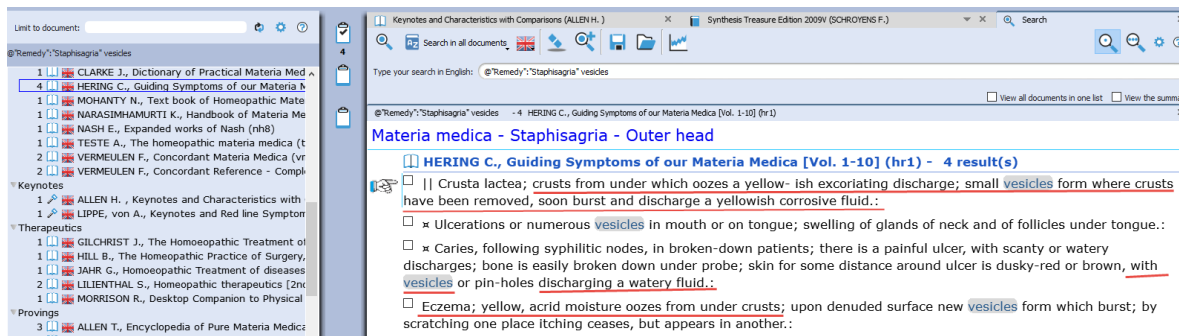 Limit to document:
@"Remedy":"Staphisagria" vesicles
1 CLARKE J., Dictionary of Practical Materia Med
4 HERING C., Guiding Symptoms of our Materia M
1 MOHANTY N., Text book of Homeopathic Mate
1 NARASIMHAMURTI K., Handbook of Materia Me
1 NASH E., Expanded works of Nash (nh8)
1 TESTE A., The homeopathic materia medica (t
2 VERMEULEN F., Concordant Materia Medica (vr
2 VERMEULEN F., Concordant Reference - Compl
Keynotes
1 ALLEN H. , Keynotes and Characteristics with
1 LIPPE, von A., Keynotes and Red line Symptom
Therapeutics
1 GILCHRIST J., The Homoeopathic Treatment of
1 HILL B., The Homeopathic Practice of Surgery,
1 JAHR G., Homoeopathic Treatment of diseases
2 LILIENTHAL S., Homeopathic therapeutics [2nd
1 MORRISON R., Desktop Companion to Physical
Provings
3 ALLEN T., Encyclopedia of Pure Materia Medica
4
Keynotes and Characteristics with Comparisons (ALLEN H. )
Synthesis Treasure Edition 2009V (SCHROYENS F.)
Search
Search in all documents
Type your search in English: @"Remedy":"Staphisagria" vesicles
View all documents in one list View the summa
@"Remedy":"Staphisagria" vesicles - 4 HERING C., Guiding Symptoms of our Materia Medica [Vol. 1-10] (hr1)
Materia medica - Staphisagria - Outer head
HERING C., Guiding Symptoms of our Materia Medica [Vol. 1-10] (hr1) - 4 result(s)
|| Crusta lactea; crusts from under which oozes a yellow- ish excoriating discharge; small vesicles form where crusts
have been removed, soon burst and discharge a yellowish corrosive fluid.:
¤ Ulcerations or numerous vesicles in mouth or on tongue; swelling of glands of neck and of follicles under tongue.:
¤ Caries, following syphilitic nodes, in broken-down patients; there is a painful ulcer, with scanty or watery
discharges; bone is easily broken down under probe; skin for some distance around ulcer is dusky-red or brown, with
vesicles or pin-holes discharging a watery fluid.:
Eczema; yellow, acrid moisture oozes from under crusts; upon denuded surface new vesicles form which burst; by
scratching one place itching ceases, but appears in another.: